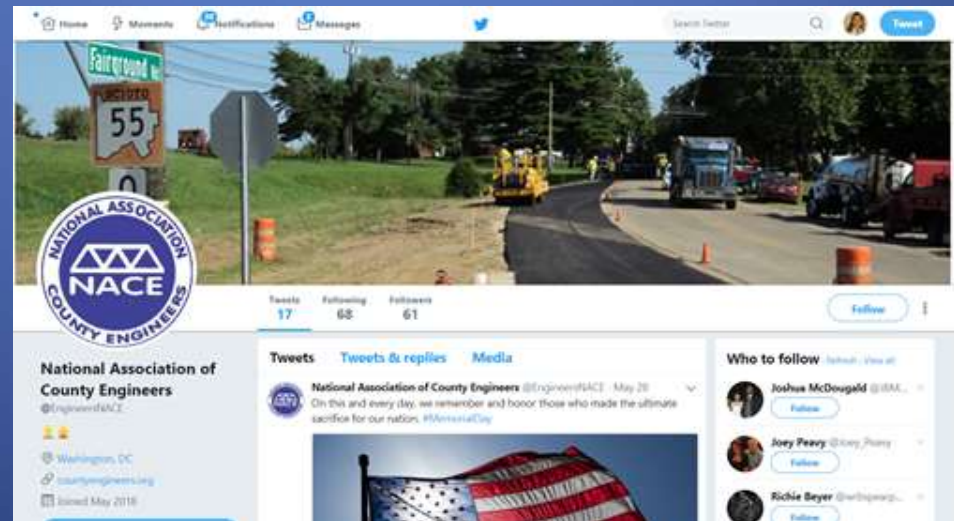 Home
Moments
Notifications
Messages
Search Twitter
Tweet
Fairground
SCIOTO
55
0
NATIONAL ASSOCIATION
NACE
COUNTY ENGINEERS
Tweets
17
Following
68
Followers
61
Follow
National Association of
County Engineers
@EngineersNACE
Washington, DC
countyengineers.org
Joined May 2018
Tweets
Tweets & replies
Media
National Association of County Engineers @EngineersNACE · May 28
On this and every day, we remember and honor those who made the ultimate
sacrifice for our nation. #MemorialDay
Who to follow
Refresh · View all
Joshua McDougald
Follow
Joey Peavy @Joey_Peavy
Follow
Richie Beyer
Follow